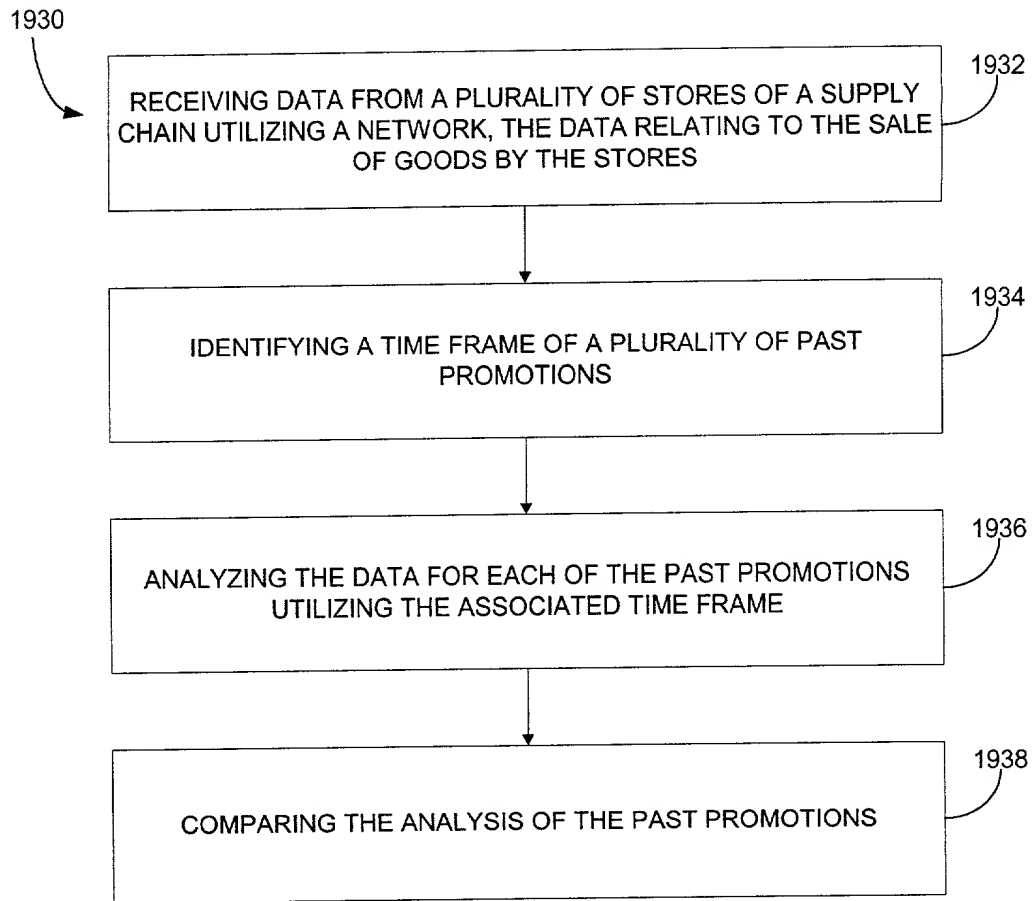 1930
1932
RECEIVING DATA FROM A PLURALITY OF STORES OF A SUPPLY
CHAIN UTILIZING A NETWORK, THE DATA RELATING TO THE SALE
OF GOODS BY THE STORES
1934
IDENTIFYING A TIME FRAME OF A PLURALITY OF PAST
PROMOTIONS
1936
ANALYZING THE DATA FOR EACH OF THE PAST PROMOTIONS
UTILIZING THE ASSOCIATED TIME FRAME
1938
COMPARING THE ANALYSIS OF THE PAST PROMOTIONS